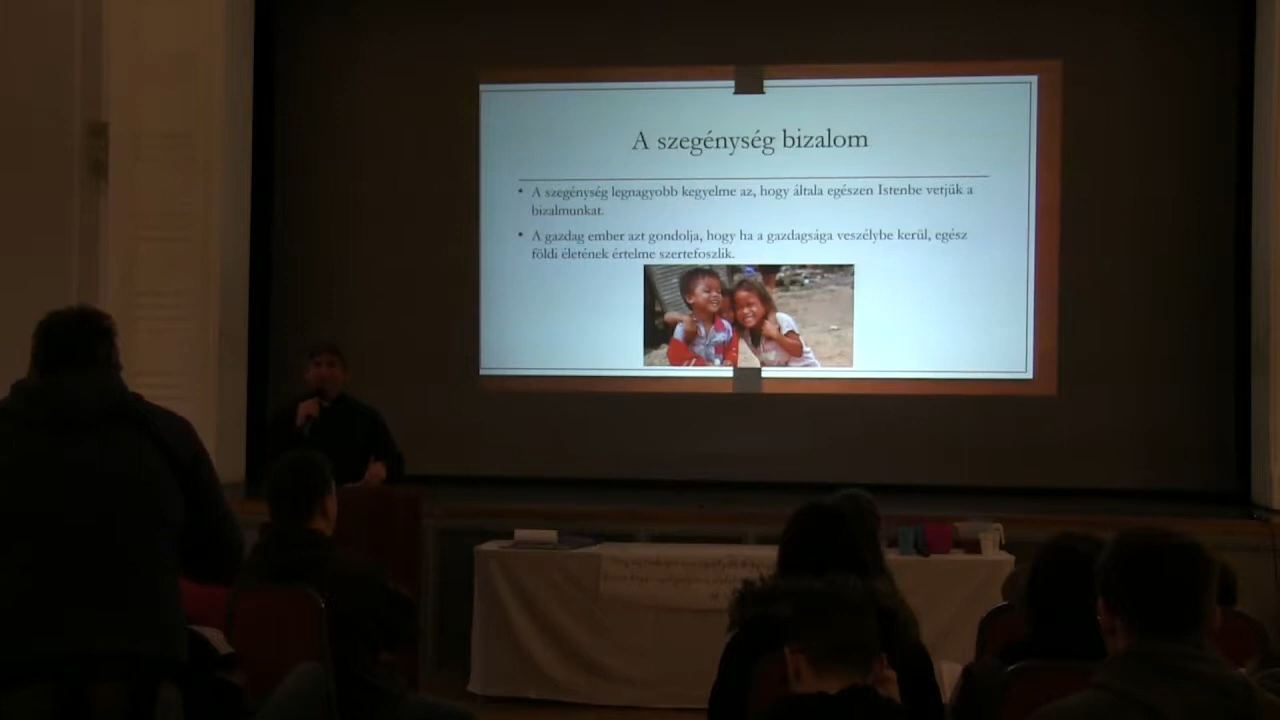 A szegénység bizalom
• A szegénység legnagyobb kegyelme az, hogy általa egészen Istenbe vetjük a
bizalmunkat.
• A gazdag ember azt gondolja, hogy ha a gazdagsága veszélybe kerül, egész
földi életének értelme szertefoszlik.